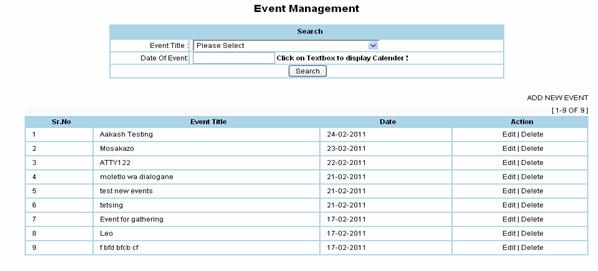 Event Management
Search
Event Title : Please Select
Date Of Event: Click on Textbox to display Calender !
Search
ADD NEW EVENT
[ 1-9 OF 9 ]
Sr.No Event Title Date Action
1 Aakash Testing 24-02-2011 Edit | Delete
2 Mosakazo 23-02-2011 Edit | Delete
3 ATTY122 22-02-2011 Edit | Delete
4 moletlo wa dialogane 21-02-2011 Edit | Delete
5 test new events 21-02-2011 Edit | Delete
6 tetsing 21-02-2011 Edit | Delete
7 Event for gathering 17-02-2011 Edit | Delete
8 Leo 17-02-2011 Edit | Delete
9 f bfd bfcb cf 17-02-2011 Edit | Delete